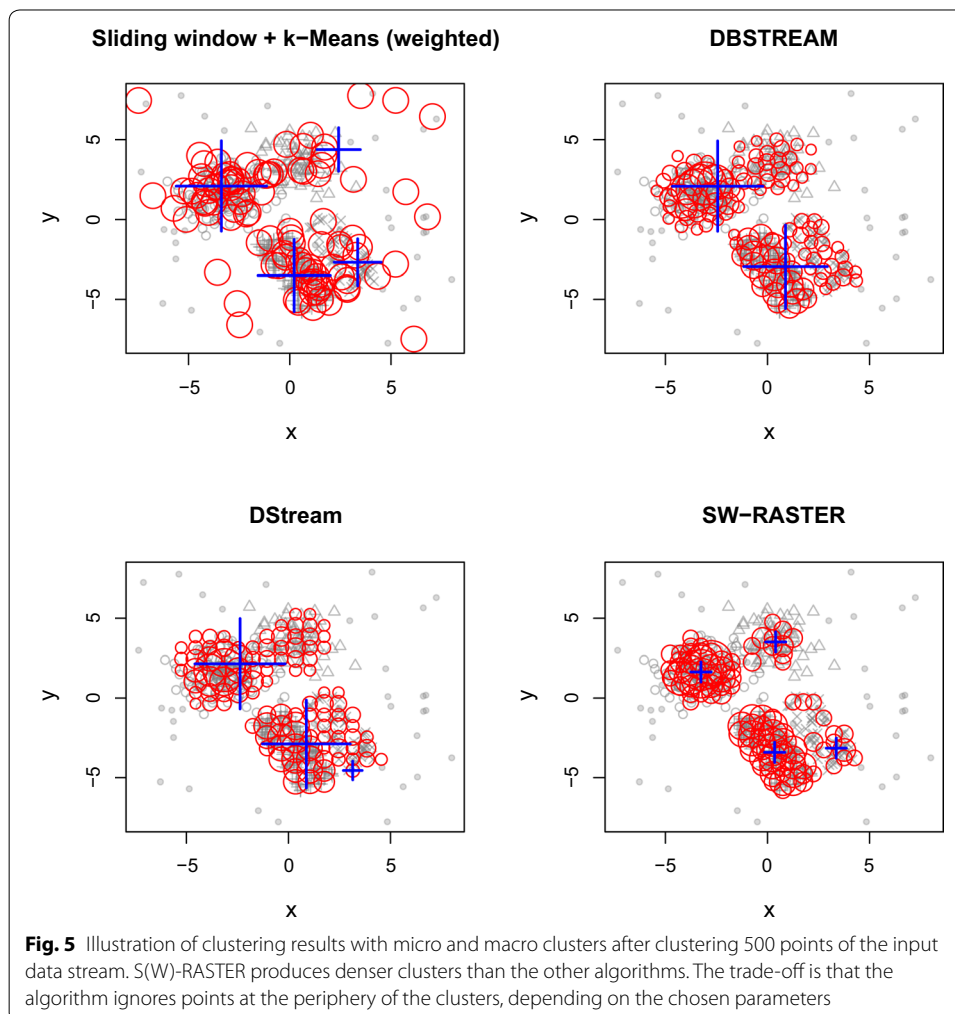 Sliding window + k−Means (weighted)
DBSTREAM
5
0
−5
y
−5 0 5
x
5
0
−5
y
−5 0 5
x
DStream
SW−RASTER
5
0
−5
y
−5 0 5
x
5
0
−5
y
−5 0 5
x
Fig. 5 Illustration of clustering results with micro and macro clusters after clustering 500 points of the input
data stream. S(W)-RASTER produces denser clusters than the other algorithms. The trade-off is that the
algorithm ignores points at the periphery of the clusters, depending on the chosen parameters